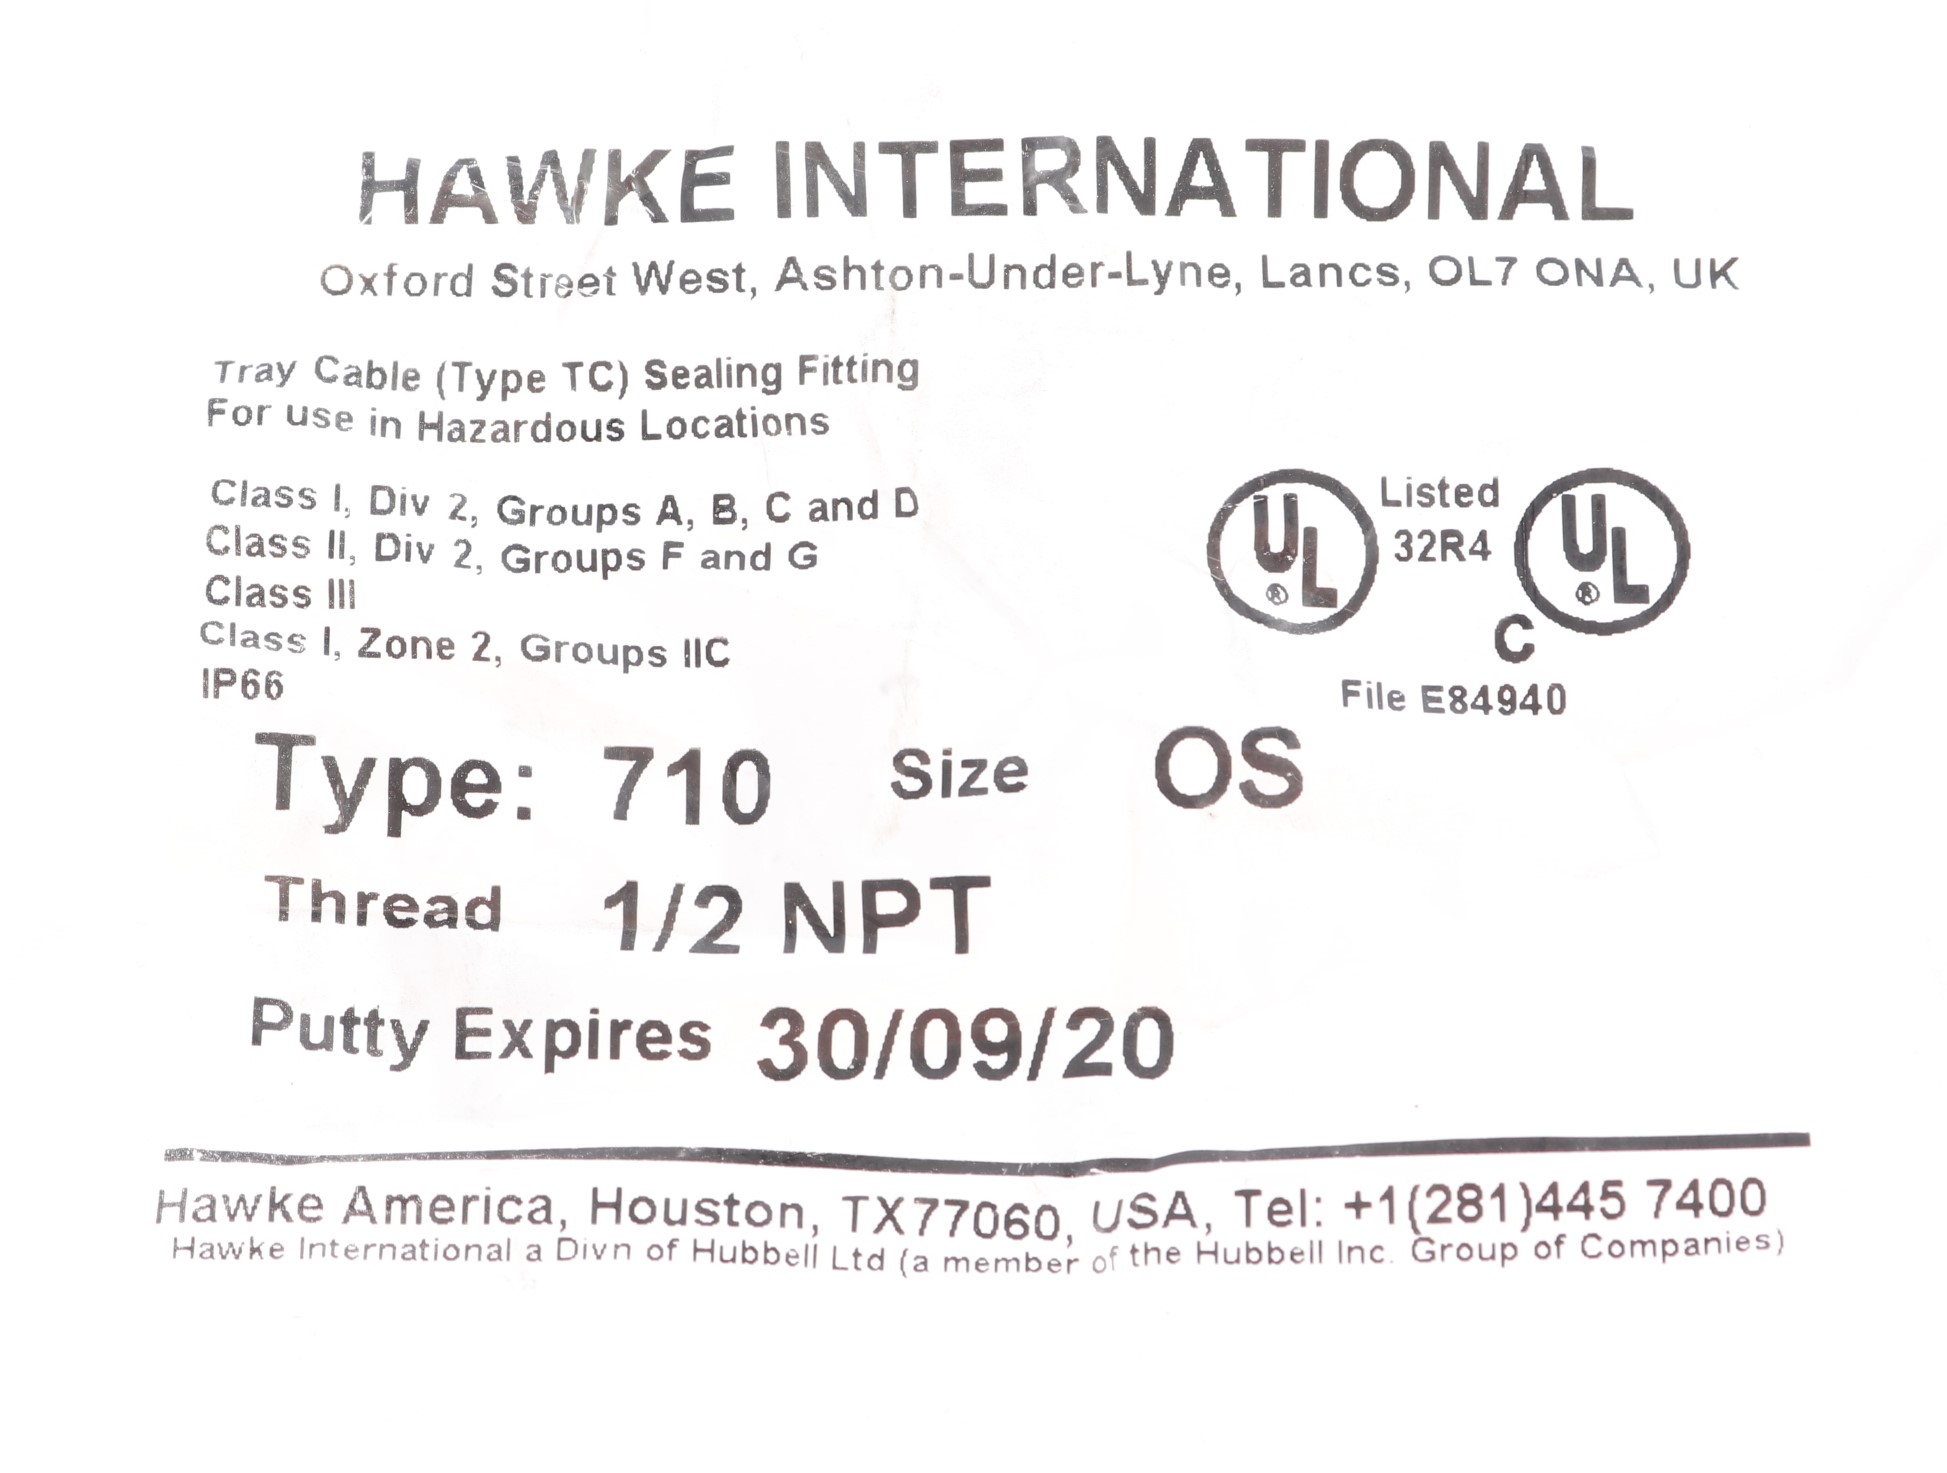 HAWKE INTERNATIONAL
Oxford Street West, Ashton-Under-Lyne, Lancs, OL7 ONA, UK
Tray Cable (Type TC) Sealing Fitting
For use in Hazardous Locations
Class I, Div 2, Groups A, B, C and D
Class II, Div 2, Groups F and G
Class III
Class I, Zone 2, Groups IIC
IP66
UL ® Listed UL ®
32R4
C
File E84940
Type: 710 Size OS
Thread 1/2 NPT
Putty Expires 30/09/20
Hawke America, Houston, TX77060, USA, Tel: +1(281)445 7400
Hawke International a Divn of Hubbell Ltd (a member of the Hubbell Inc. Group of Companies)